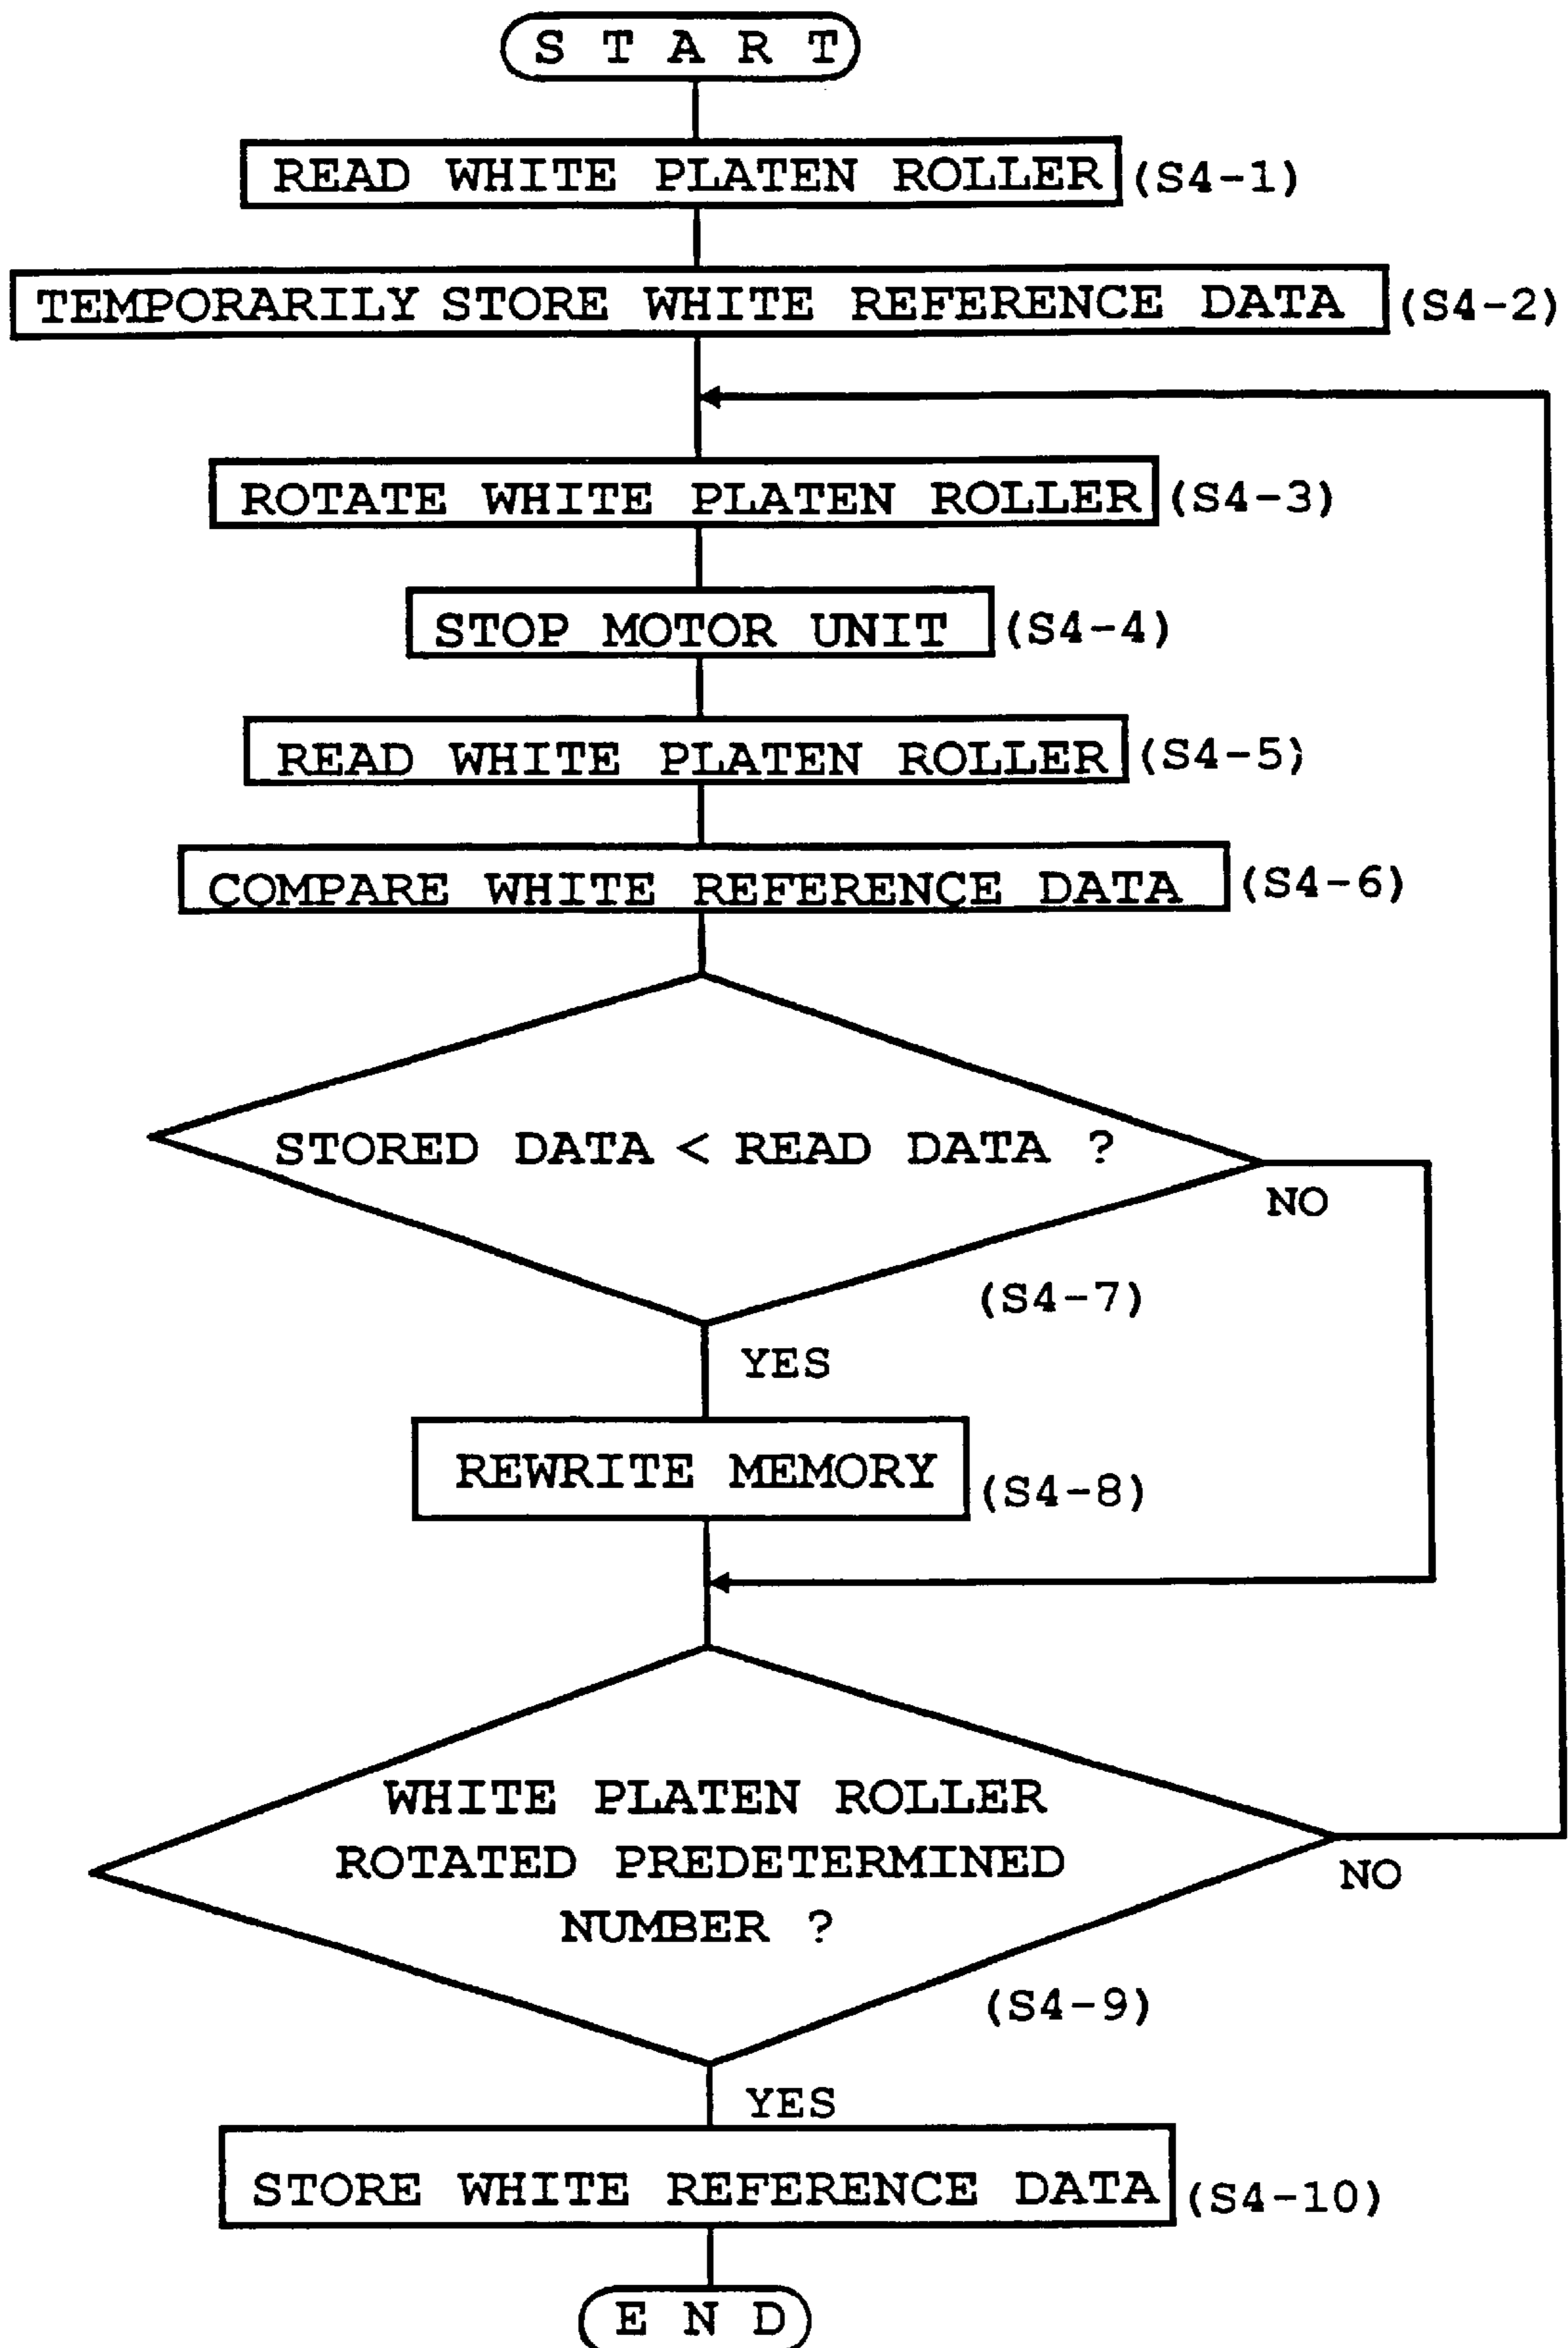 START
READ WHITE PLATEN ROLLER (S4-1)
TEMPORARILY STORE WHITE REFERENCE DATA (S4-2)
ROTATE WHITE PLATEN ROLLER (S4-3)
STOP MOTOR UNIT (S4-4)
READ WHITE PLATEN ROLLER (S4-5)
COMPARE WHITE REFERENCE DATA (S4-6)
STORED DATA < READ DATA ?
NO
(S4-7)
YES
REWRITE MEMORY (S4-8)
WHITE PLATEN ROLLER
ROTATED PREDETERMINED
NUMBER ?
NO
(S4-9)
YES
STORE WHITE REFERENCE DATA (S4-10)
END